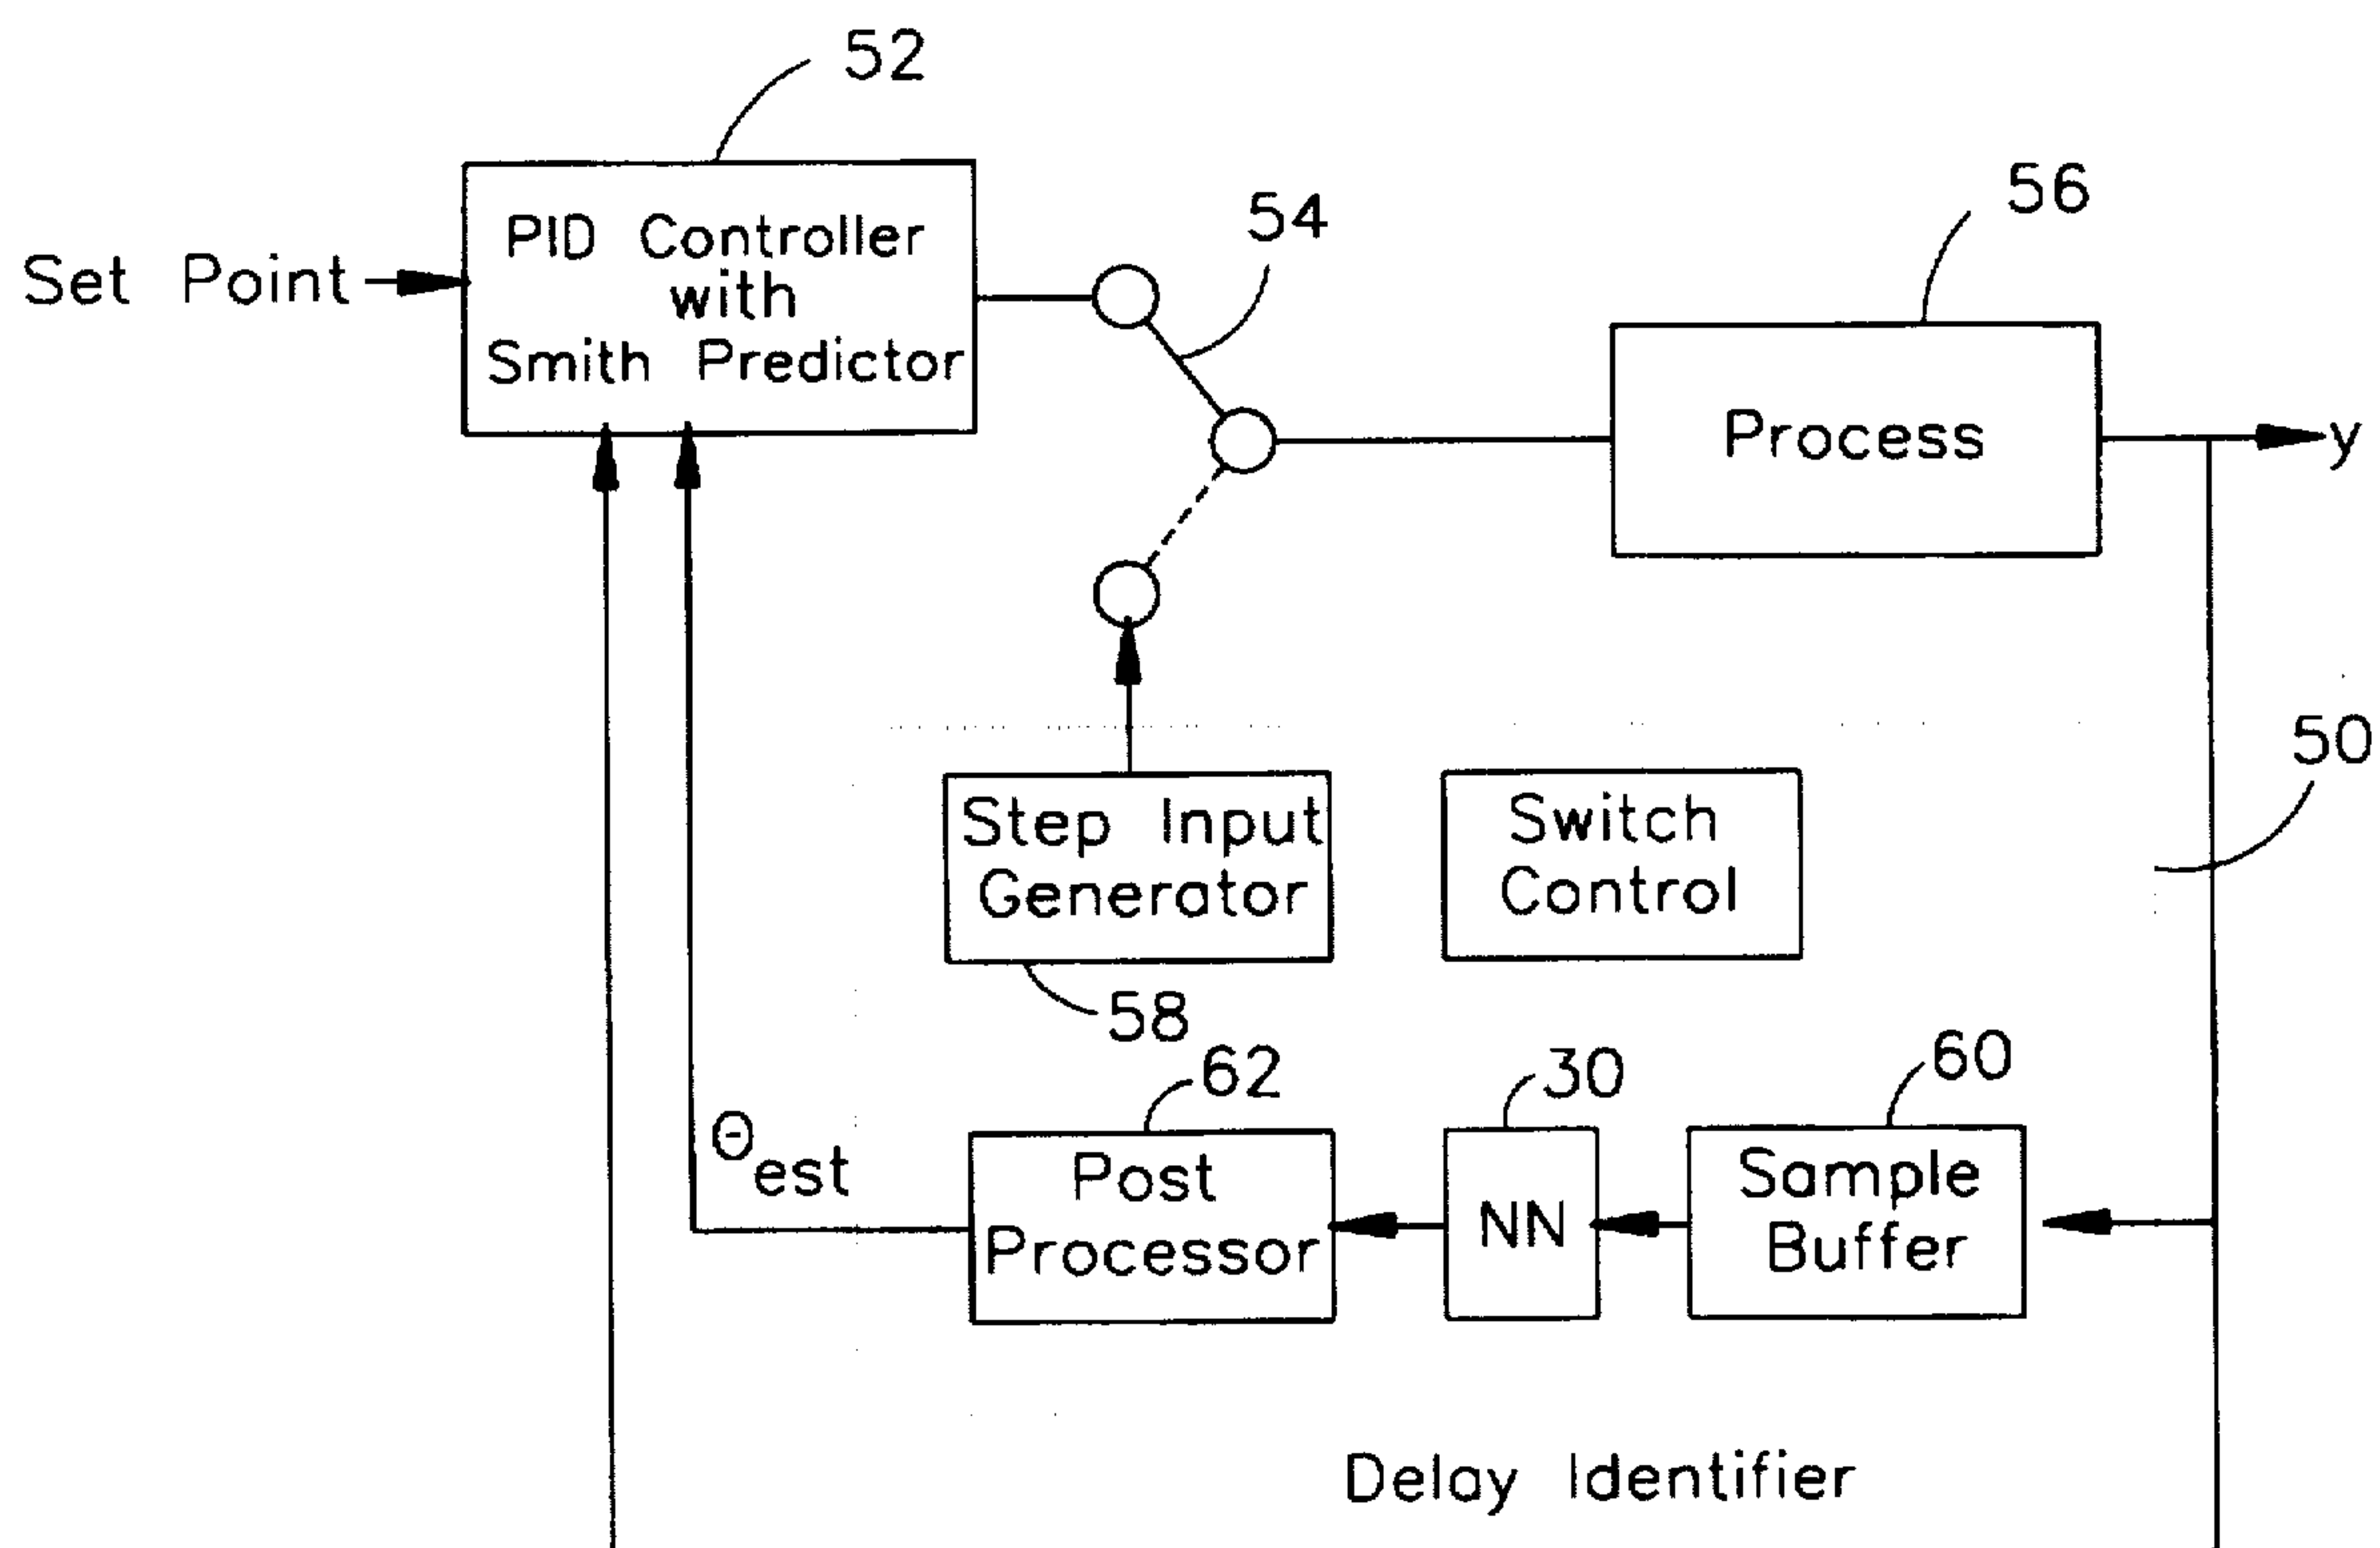 52
PID Controller
with
Smith Predictor
Set Point
54
56
Process
y
50
Step Input
Generator
58
Switch
Control
62
30
60
Θest
Post
Processor
NN
Sample
Buffer
Delay Identifier